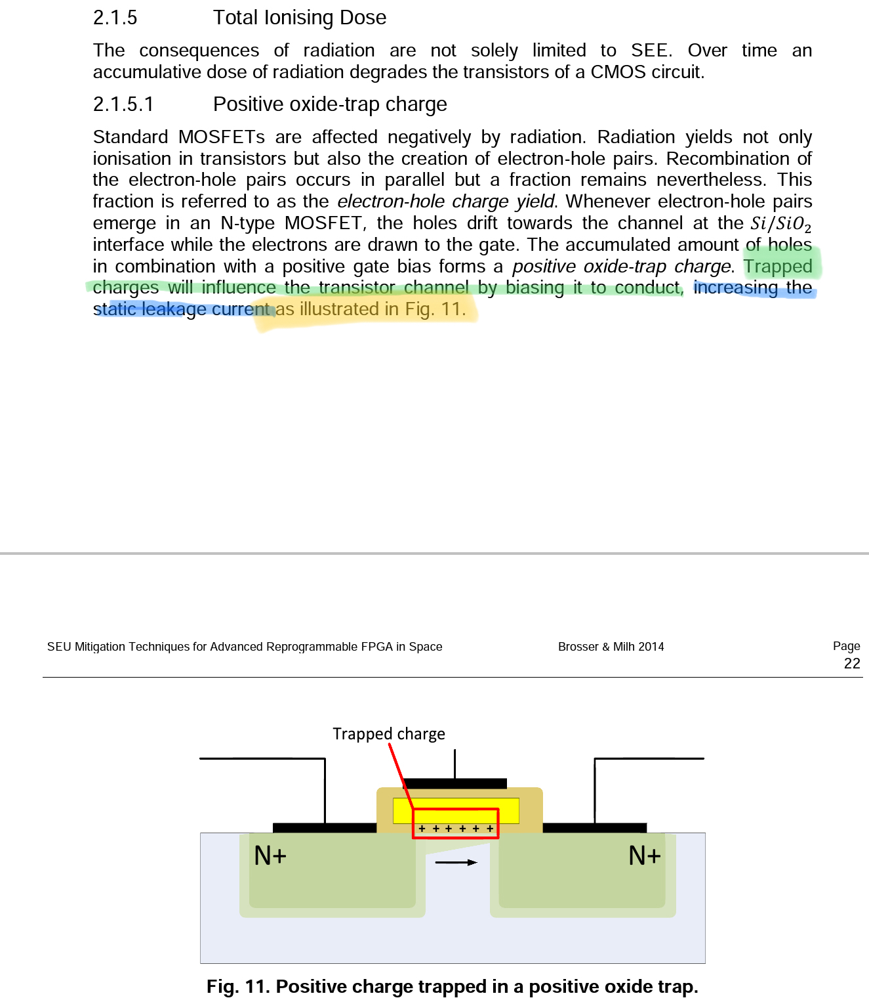 2.1.5 Total Ionising Dose
The consequences of radiation are not solely limited to SEE. Over time an
accumulative dose of radiation degrades the transistors of a CMOS circuit.
2.1.5.1 Positive oxide-trap charge
Standard MOSFETs are affected negatively by radiation. Radiation yields not only
ionisation in transistors but also the creation of electron-hole pairs. Recombination of
the electron-hole pairs occurs in parallel but a fraction remains nevertheless. This
fraction is referred to as the electron-hole charge yield. Whenever electron-hole pairs
emerge in an N-type MOSFET, the holes drift towards the channel at the Si/SiO₂
interface while the electrons are drawn to the gate. The accumulated amount of holes
in combination with a positive gate bias forms a positive oxide-trap charge. Trapped
charges will influence the transistor channel by biasing it to conduct, increasing the
static leakage current as illustrated in Fig. 11.
SEU Mitigation Techniques for Advanced Reprogrammable FPGA in Space Brosser & Milh 2014 Page
22
Trapped charge
+ + + + + +
N+ N+
Fig. 11. Positive charge trapped in a positive oxide trap.